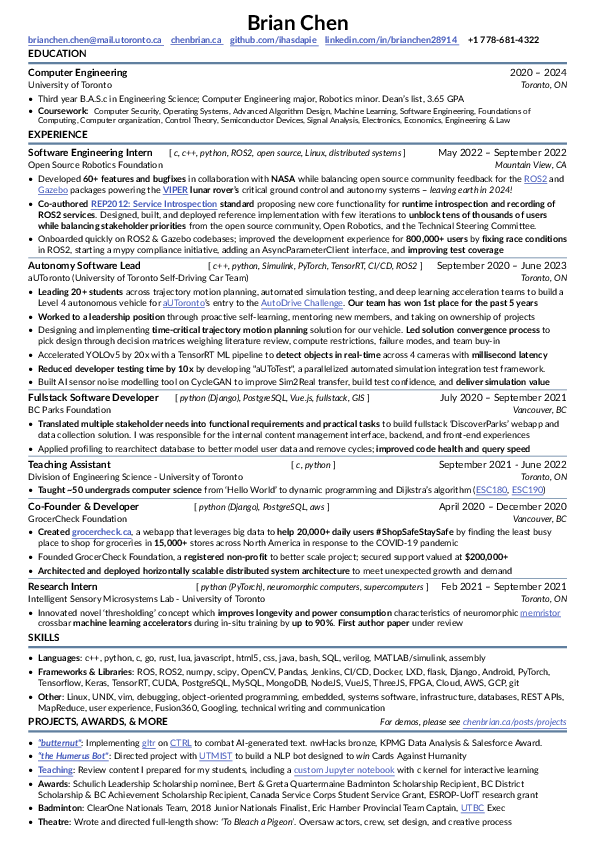 Brian Chen
brianchen.chen@mail.utoronto.ca chenbrian.ca github.com/ihasdapie linkedin.com/in/brianchen28914 +1 778-681-4322
EDUCATION
Computer Engineering 2020 – 2024
University of Toronto Toronto, ON
• Third year B.A.S.c in Engineering Science; Computer Engineering major, Robotics minor. Dean's list, 3.65 GPA
• Coursework: Computer Security, Operating Systems, Advanced Algorithm Design, Machine Learning, Software Engineering, Foundations of
Computing, Computer organization, Control Theory, Semiconductor Devices, Signal Analysis, Electronics, Economics, Engineering & Law
EXPERIENCE
Software Engineering Intern [ c, c++, python, ROS2, open source, Linux, distributed systems ] May 2022 – September 2022
Open Source Robotics Foundation Mountain View, CA
• Developed 60+ features and bugfixes in collaboration with NASA while balancing open source community feedback for the ROS2 and
Gazebo packages powering the VIPER lunar rover's critical ground control and autonomy systems – leaving earth in 2024!
• Co-authored REP2012: Service Introspection standard proposing new core functionality for runtime introspection and recording of
ROS2 services. Designed, built, and deployed reference implementation with few iterations to unblock tens of thousands of users
while balancing stakeholder priorities from the open source community, Open Robotics, and the Technical Steering Committee.
• Onboarded quickly on ROS2 & Gazebo codebases; improved the development experience for 800,000+ users by fixing race conditions
in ROS2, starting a mypy compliance initiative, adding an AsyncParameterClient interface, and improving test coverage
Autonomy Software Lead [ c++, python, Simulink, PyTorch, TensorRT, CI/CD, ROS2 ] September 2020 – June 2023
aUToronto (University of Toronto Self-Driving Car Team) Toronto, ON
• Leading 20+ students across trajectory motion planning, automated simulation testing, and deep learning acceleration teams to build a
Level 4 autonomous vehicle for aUToronto's entry to the AutoDrive Challenge. Our team has won 1st place for the past 5 years
• Worked to a leadership position through proactive self-learning, mentoring new members, and taking on ownership of projects
• Designing and implementing time-critical trajectory motion planning solution for our vehicle. Led solution convergence process to
pick design through decision matrices weighing literature review, compute restrictions, failure modes, and team buy-in
• Accelerated YOLOv5 by 20x with a TensorRT ML pipeline to detect objects in real-time across 4 cameras with millisecond latency
• Reduced developer testing time by 10x by developing "aUToTest", a parallelized automated simulation integration test framework.
• Built AI sensor noise modelling tool on CycleGAN to improve Sim2Real transfer, build test confidence, and deliver simulation value
Fullstack Software Developer [ python (Django), PostgreSQL, Vue.js, fullstack, GIS ] July 2020 – September 2021
BC Parks Foundation Vancouver, BC
• Translated multiple stakeholder needs into functional requirements and practical tasks to build fullstack 'DiscoverParks' webapp and
data collection solution. I was responsible for the internal content management interface, backend, and front-end experiences
• Applied profiling to rearchitect database to better model user data and remove cycles; improved code health and query speed
Teaching Assistant [ c, python ] September 2021 - June 2022
Division of Engineering Science - University of Toronto Toronto, ON
• Taught ~50 undergrads computer science from 'Hello World' to dynamic programming and Dijkstra's algorithm (ESC180, ESC190)
Co-Founder & Developer [ python (Django), PostgreSQL, aws ] April 2020 – December 2020
GrocerCheck Foundation Vancouver, BC
• Created grocercheck.ca, a webapp that leverages big data to help 20,000+ daily users #ShopSafeStaySafe by finding the least busy
place to shop for groceries in 15,000+ stores across North America in response to the COVID-19 pandemic
• Founded GrocerCheck Foundation, a registered non-profit to better scale project; secured support valued at $200,000+
• Architected and deployed horizontally scalable distributed system architecture to meet unexpected growth and demand
Research Intern [ python (PyTorch), neuromorphic computers, supercomputers ] Feb 2021 – September 2021
Intelligent Sensory Microsystems Lab - University of Toronto Toronto, ON
• Innovated novel 'thresholding' concept which improves longevity and power consumption characteristics of neuromorphic memristor
crossbar machine learning accelerators during in-situ training by up to 90%. First author paper under review
SKILLS
• Languages: c++, python, c, go, rust, lua, javascript, html5, css, java, bash, SQL, verilog, MATLAB/simulink, assembly
• Frameworks & Libraries: ROS, ROS2, numpy, scipy, OpenCV, Pandas, Jenkins, CI/CD, Docker, LXD, flask, Django, Android, PyTorch,
Tensorflow, Keras, TensorRT, CUDA, PostgreSQL, MySQL, MongoDB, NodeJS, VueJS, ThreeJS, FPGA, Cloud, AWS, GCP, git
• Other: Linux, UNIX, vim, debugging, object-oriented programming, embedded, systems software, infrastructure, databases, REST APIs,
MapReduce, user experience, Fusion360, Googling, technical writing and communication
PROJECTS, AWARDS, & MORE For demos, please see chenbrian.ca/posts/projects
• "butternut": Implementing gltr on CTRL to combat AI-generated text. nwHacks bronze, KPMG Data Analysis & Salesforce Award.
• "the Humerus Bot": Directed project with UTMIST to build a NLP bot designed to win Cards Against Humanity
• Teaching: Review content I prepared for my students, including a custom Jupyter notebook with c kernel for interactive learning
• Awards: Schulich Leadership Scholarship nominee, Bert & Greta Quartermaine Badminton Scholarship Recipient, BC District
Scholarship & BC Achievement Scholarship Recipient, Canada Service Corps Student Service Grant, ESROP-UofT research grant
• Badminton: ClearOne Nationals Team, 2018 Junior Nationals Finalist, Eric Hamber Provincial Team Captain, UTBC Exec
• Theatre: Wrote and directed full-length show: 'To Bleach a Pigeon'. Oversaw actors, crew, set design, and creative process